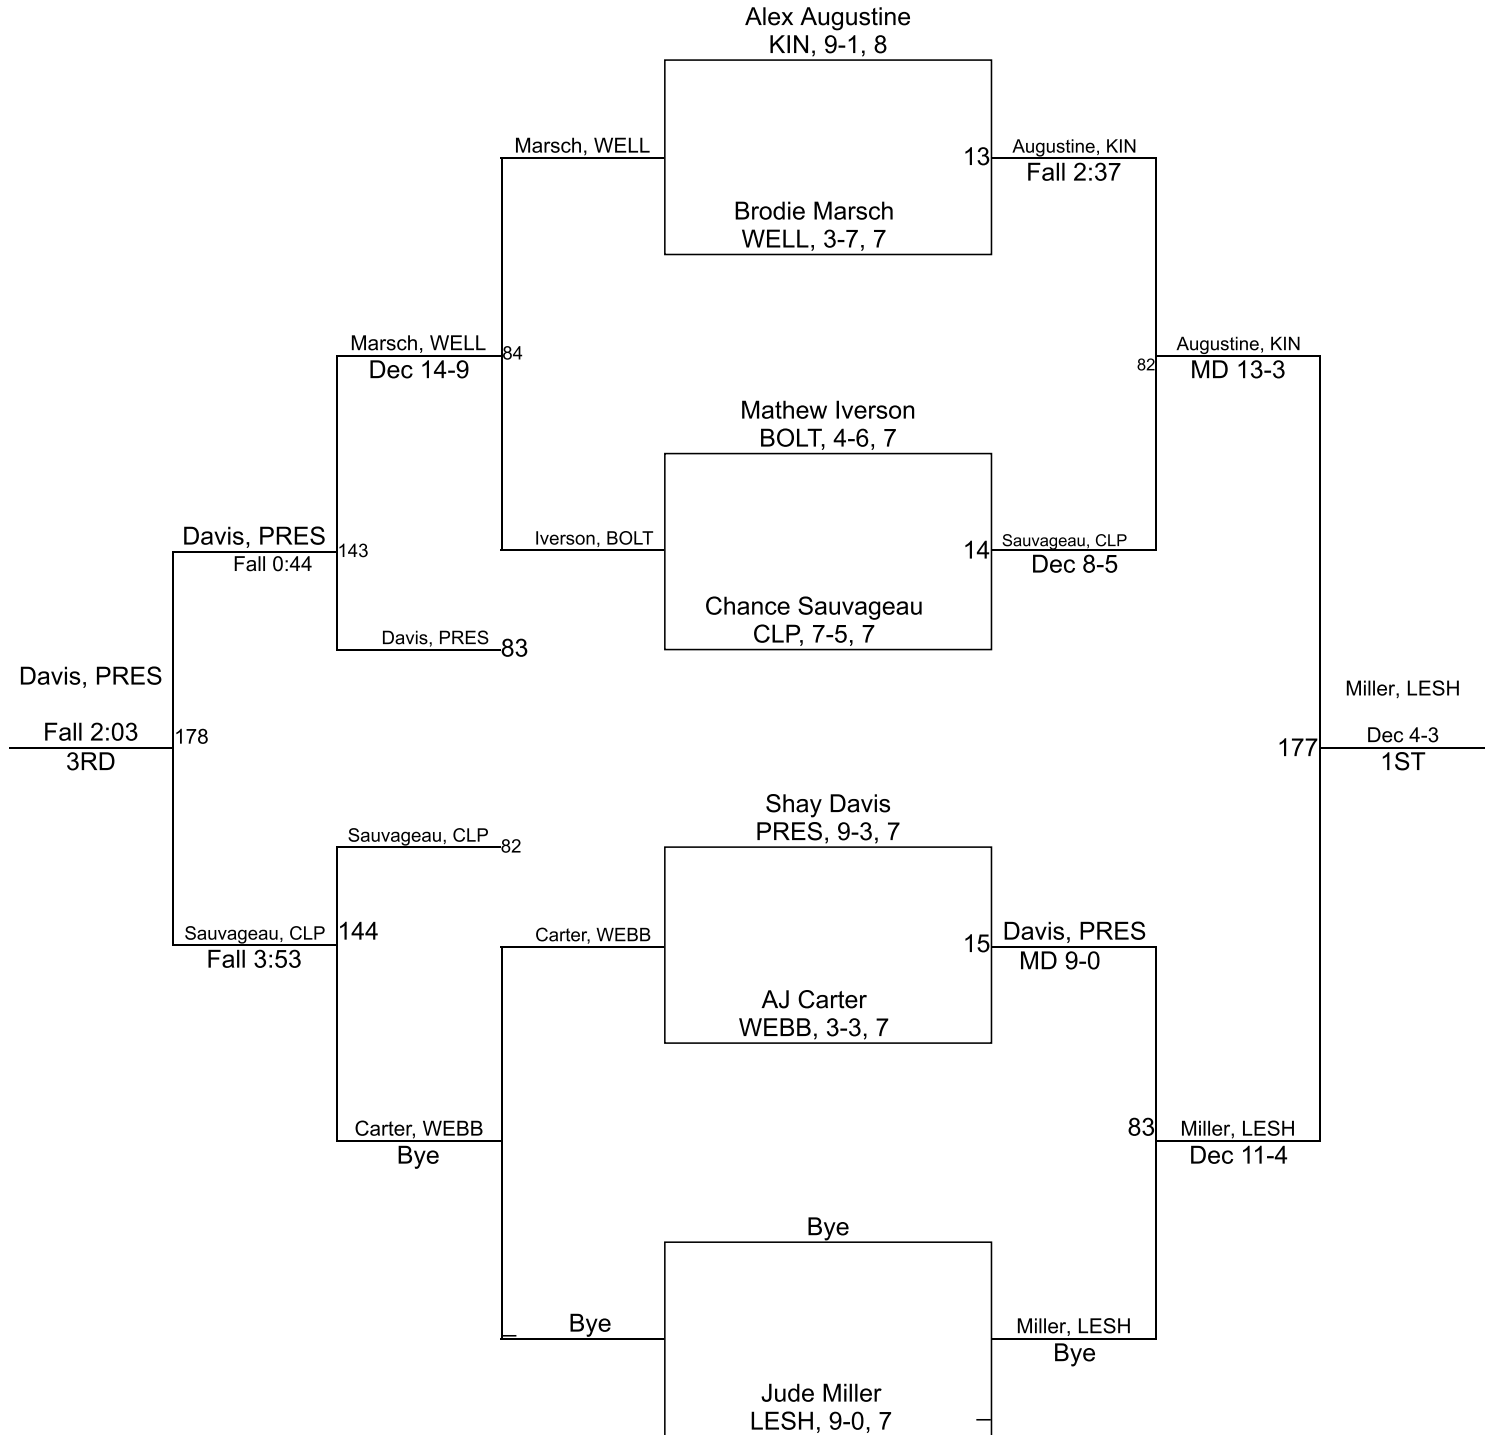 Alex Augustine
KIN, 9-1, 8
Marsch, WELL
13
Augustine, KIN
Fall 2:37
Brodie Marsch
WELL, 3-7, 7
Marsch, WELL
Dec 14-9
84
82
Augustine, KIN
MD 13-3
Mathew Iverson
BOLT, 4-6, 7
Davis, PRES
Fall 0:44
143
Iverson, BOLT
14
Sauvageau, CLP
Dec 8-5
Chance Sauvageau
CLP, 7-5, 7
Davis, PRES
83
Davis, PRES
Fall 2:03
3RD
178
177
Miller, LESH
Dec 4-3
1ST
Shay Davis
PRES, 9-3, 7
Sauvageau, CLP
82
Sauvageau, CLP
Fall 3:53
144
Carter, WEBB
15
Davis, PRES
MD 9-0
AJ Carter
WEBB, 3-3, 7
Carter, WEBB
Bye
83
Miller, LESH
Dec 11-4
Bye
Bye
Miller, LESH
Bye
Jude Miller
LESH, 9-0, 7